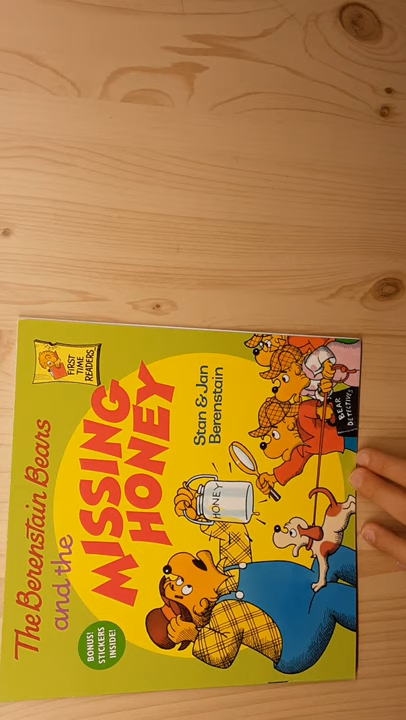 The Berenstain Bears
and the
MISSING
HONEY
FIRST
TIME
READERS
Stan & Jan
Berenstain
HONEY
BEAR
DETECTIVES
BONUS!
STICKERS
INSIDE!